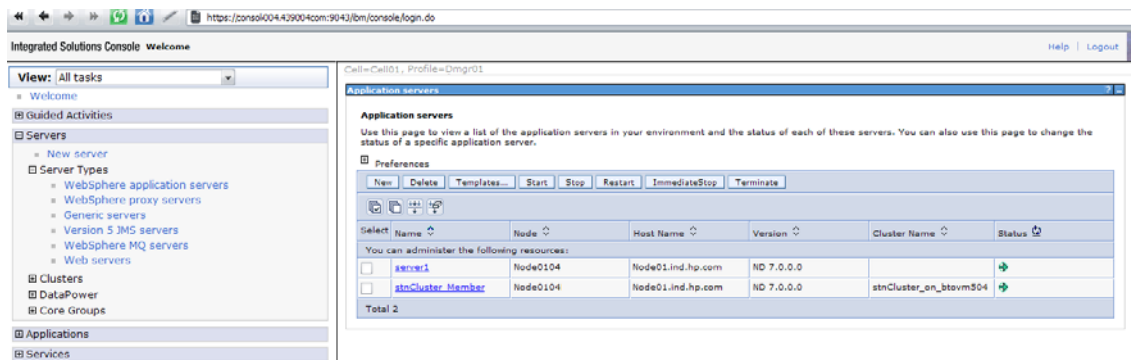 https://consoli004.439004com:9043/ibm/console/login.do
Integrated Solutions Console Welcome
Help | Logout
View: All tasks
Welcome
Guided Activities
Servers
New server
Server Types
WebSphere application servers
WebSphere proxy servers
Generic servers
Version 5 JMS servers
WebSphere MQ servers
Web servers
Clusters
DataPower
Core Groups
Applications
Services
Cell=Cell01, Profile=Dmgr01
Application servers ? -
Application servers
Use this page to view a list of the application servers in your environment and the status of each of these servers. You can also use this page to change the
status of a specific application server.
Preferences
New Delete Templates... Start Stop Restart ImmediateStop Terminate
Select Name Node Host Name Version Cluster Name Status
You can administer the following resources:
server1 Node0104 Node01.ind.hp.com ND 7.0.0.0
stnCluster_Member Node0104 Node01.ind.hp.com ND 7.0.0.0 stnCluster_on_btovm504
Total 2